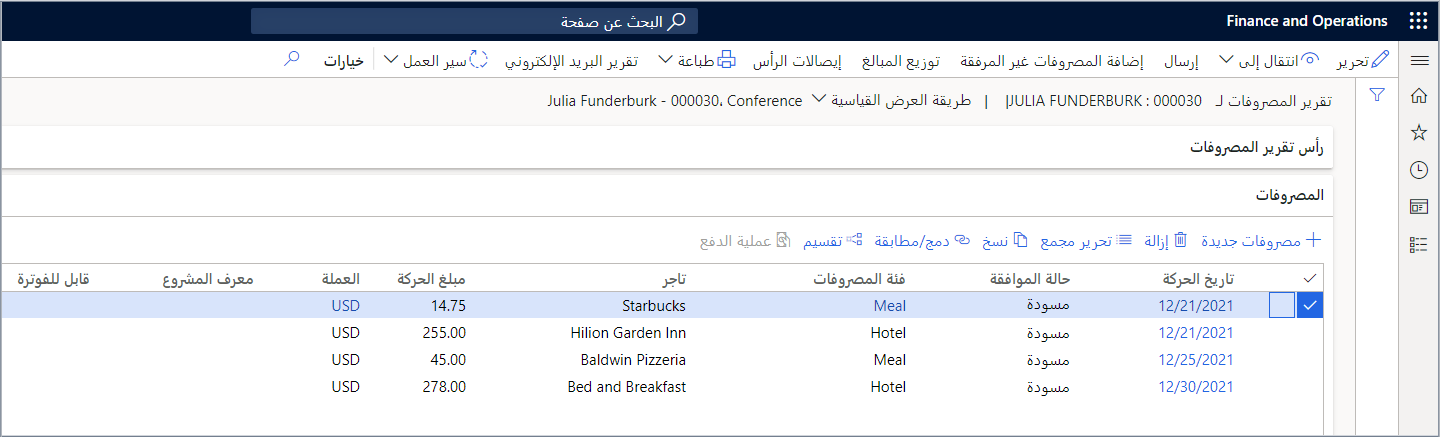 Finance and Operations البحث عن صفحة
تحرير انتقال إلى إرسال إضافة المصروفات غير المرفقة توزيع المبالغ إيصالات الرأس طباعة تقرير البريد الإلكتروني سير العمل خيارات
تقرير المصروفات لـ JULIA FUNDERBURK : 000030| | طريقة العرض القياسية Julia Funderburk - 000030، Conference
رأس تقرير المصروفات
المصروفات
مصروفات جديدة إزالة تحرير مجمع نسخ دمج/مطابقة تقسيم عملية الدفع
تاريخ الحركة حالة الموافقة فئة المصروفات تاجر مبلغ الحركة العملة معرف المشروع قابل للفوترة
12/21/2021 مسودة Meal Starbucks 14.75 USD
12/21/2021 مسودة Hotel Hilion Garden Inn 255.00 USD
12/25/2021 مسودة Meal Baldwin Pizzeria 45.00 USD
12/30/2021 مسودة Hotel Bed and Breakfast 278.00 USD